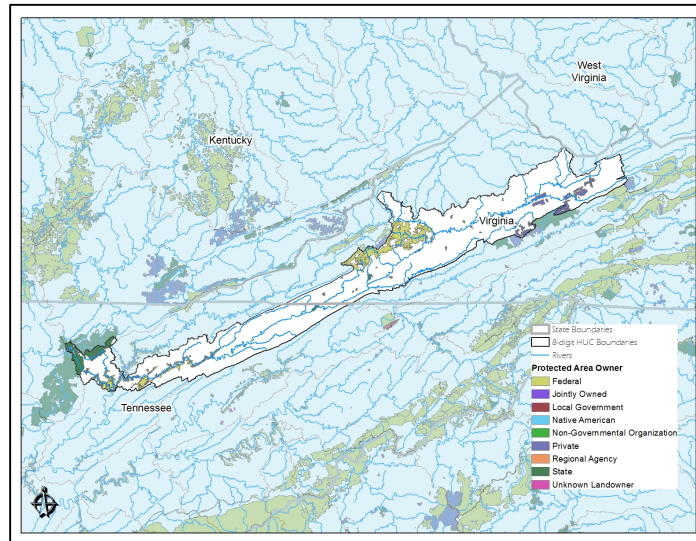 West
Virginia
Kentucky
Virginia
Tennessee
State Boundaries
8-digit HUC Boundaries
Rivers
Protected Area Owner
Federal
Jointly Owned
Local Government
Native American
Non-Governmental Organization
Private
Regional Agency
State
Unknown Landowner